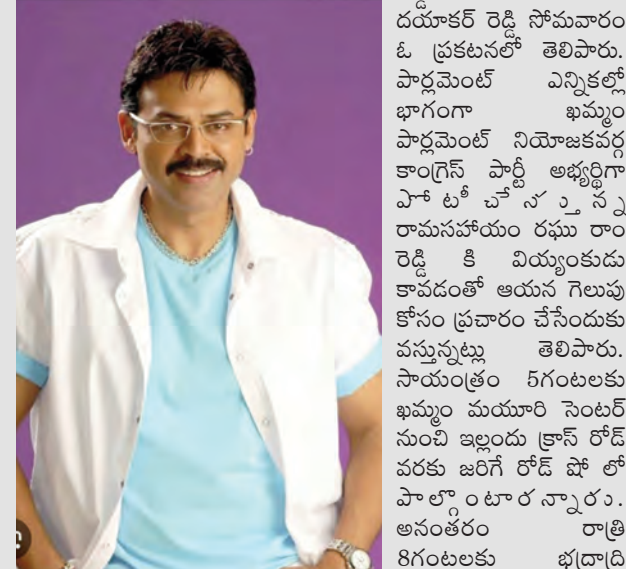 దయాకర్ రెడ్డి సోమవారం
ఓ ప్రకటనలో తెలిపారు.
పార్లమెంట్ ఎన్నికల్లో
భాగంగా ఖమ్మం
పార్లమెంట్ నియోజకవర్గ
కాంగ్రెస్ పార్టీ అభ్యర్థిగా
పోటీ చేస్తున్న
రామసహాయం రఘు రాం
రెడ్డి కి వియ్యంకుడు
కావడంతో ఆయన గెలుపు
కోసం ప్రచారం చేసేందుకు
వస్తున్నట్లు తెలిపారు.
సాయంత్రం 5గంటలకు
ఖమ్మం మయూరి సెంటర్
నుంచి ఇల్లందు క్రాస్ రోడ్
వరకు జరిగే రోడ్ షో లో
పాల్గొంటారన్నారు.
అనంతరం రాత్రి
8గంటలకు భద్రాద్రి